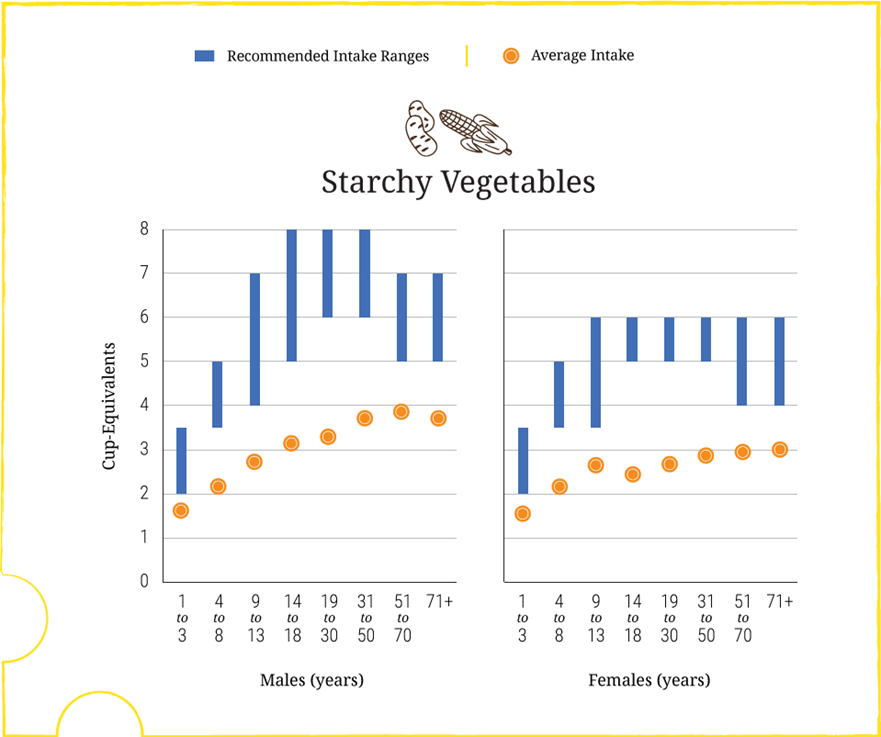 Recommended Intake Ranges
Average Intake
Starchy Vegetables
Cup-Equivalents
8
7
6
5
4
3
2
1
0
1 to 3
4 to 8
9 to 13
14 to 18
19 to 30
31 to 50
51 to 70
71+
Males (years)
1 to 3
4 to 8
9 to 13
14 to 18
19 to 30
31 to 50
51 to 70
71+
Females (years)